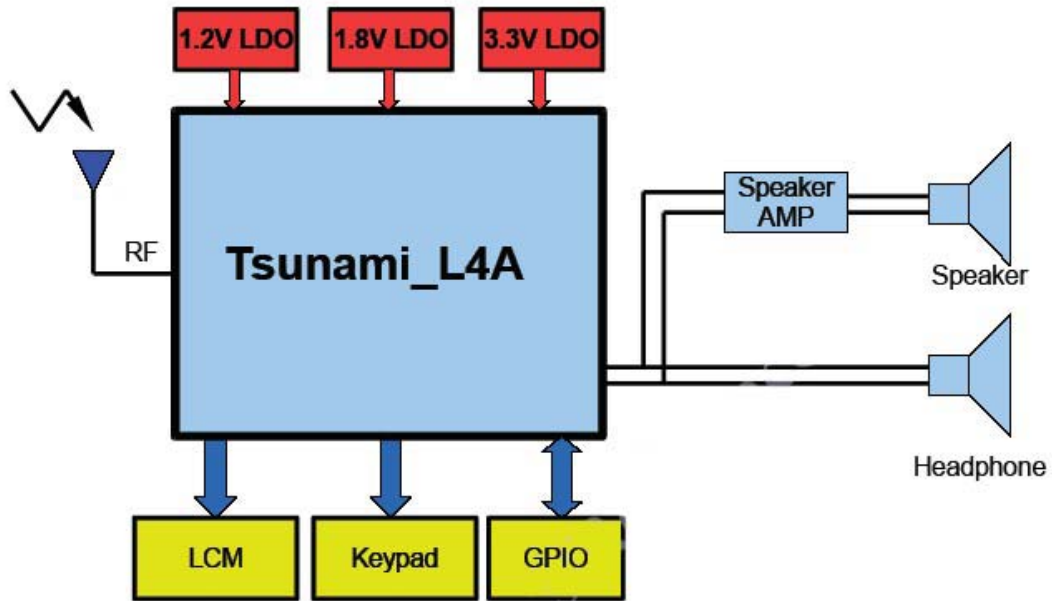 1.2V LDO
1.8V LDO
3.3V LDO
RF
Tsunami_L4A
Speaker
AMP
Speaker
Headphone
LCM
Keypad
GPIO